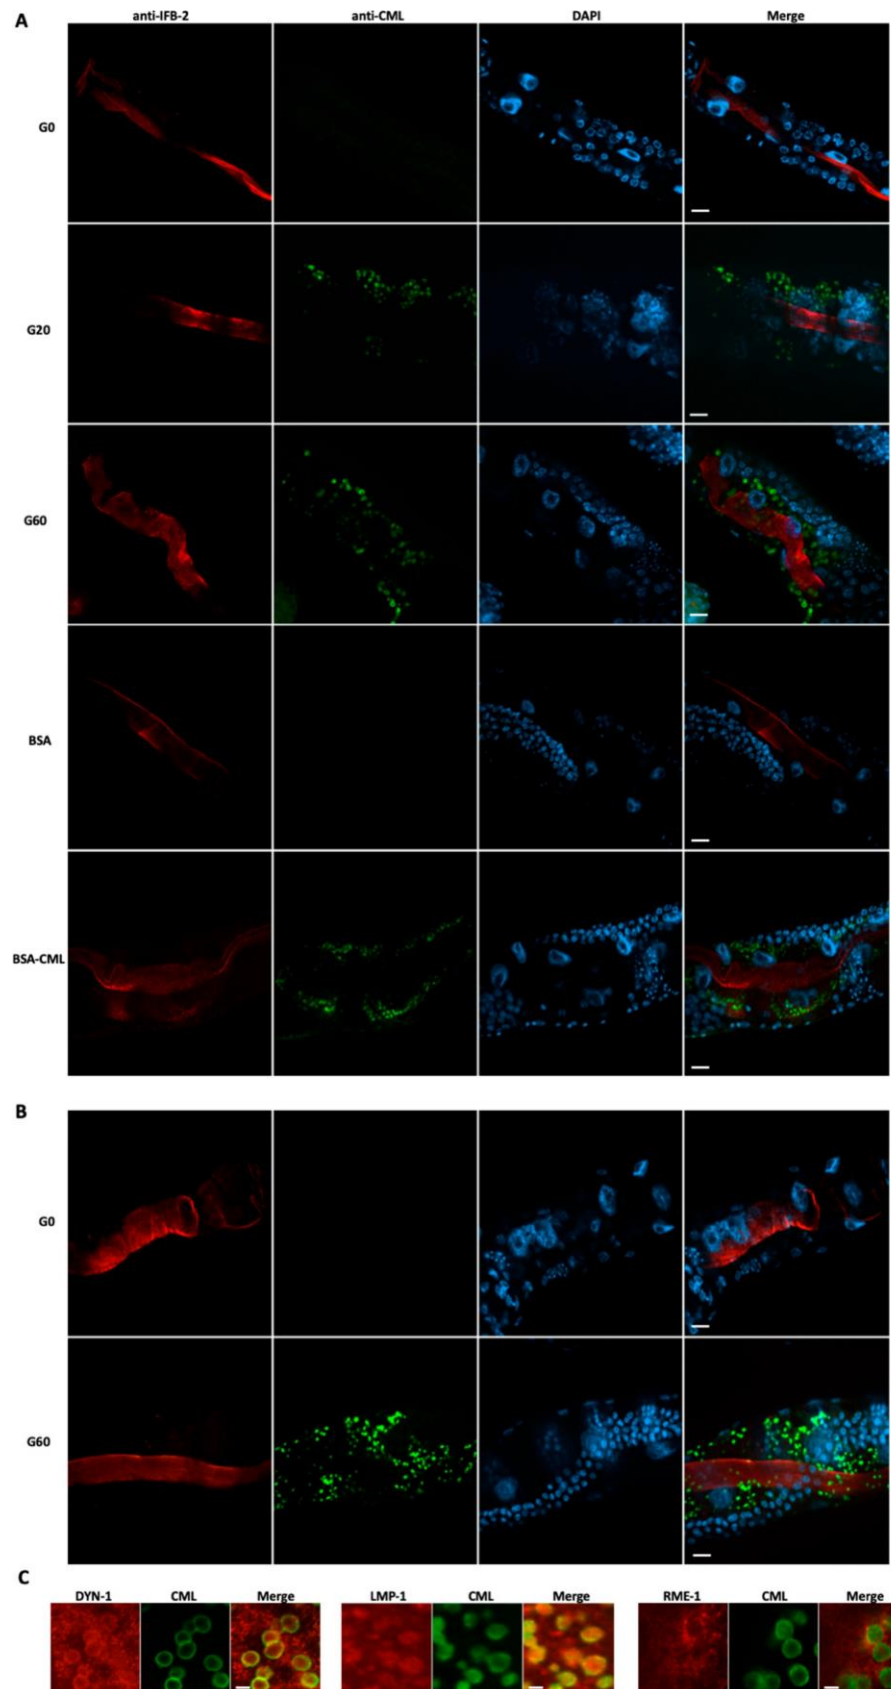 A
anti-IFB-2 anti-CML DAPI Merge
G0
G20
G60
BSA
BSA-CML
B
G0
G60
C
DYN-1 CML Merge LMP-1 CML Merge RME-1 CML Merge